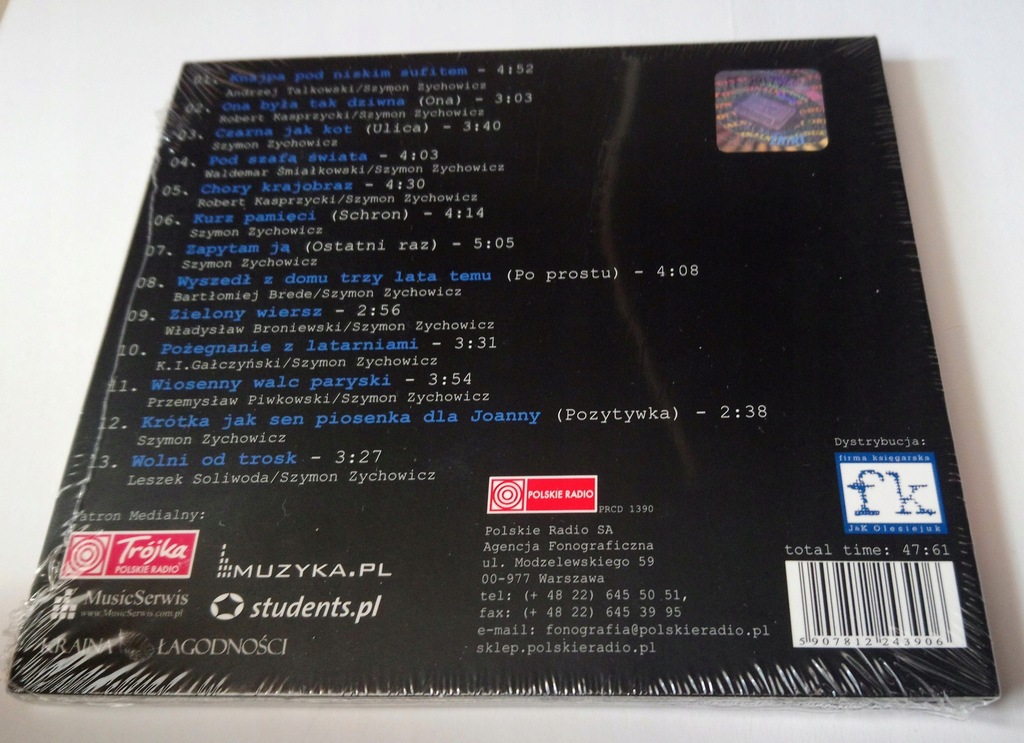 01. Knajpa pod niskim sufitem - 4:52
Andrzej Talkowski/Szymon Zychowicz
02. Ona była tak dziwna (Ona) - 3:03
Robert Kasprzycki/Szymon Zychowicz
03. Czarna jak kot (Ulica) - 3:40
Szymon Zychowicz
04. Pod szafą świata - 4:03
Waldemar Śmiałkowski/Szymon Zychowicz
05. Chory krajobraz - 4:30
Robert Kasprzycki/Szymon Zychowicz
06. Kurz pamięci (Schron) - 4:14
Szymon Zychowicz
07. Zapytam ją (Ostatni raz) - 5:05
Szymon Zychowicz
08. Wyszedł z domu trzy lata temu (Po prostu) - 4:08
Bartłomiej Brede/Szymon Zychowicz
09. Zielony wiersz - 2:56
Władysław Broniewski/Szymon Zychowicz
10. Pożegnanie z latarniami - 3:31
K.I.Gałczyński/Szymon Zychowicz
11. Wiosenny walc paryski - 3:54
Przemysław Piwkowski/Szymon Zychowicz
12. Krótka jak sen piosenka dla Joanny (Pozytywka) - 2:38
Szymon Zychowicz
13. Wolni od trosk - 3:27
Leszek Soliwoda/Szymon Zychowicz
Patron Medialny:
Trójka
POLSKIE RADIO
MUZYKA.PL
MusicSerwis
www.MusicSerwis.com.pl
students.pl
KRAINA ŁAGODNOŚCI
POLSKIE RADIO
PRCD 1390
Polskie Radio SA
Agencja Fonograficzna
ul. Modzelewskiego 59
00-977 Warszawa
tel: (+ 48 22) 645 50 51,
fax: (+ 48 22) 645 39 95
e-mail: fonografia@polskieradio.pl
sklep.polskieradio.pl
Dystrybucja:
firma księgarska
fk
J&K Olesiejuk
total time: 47:61
5 907812 243906